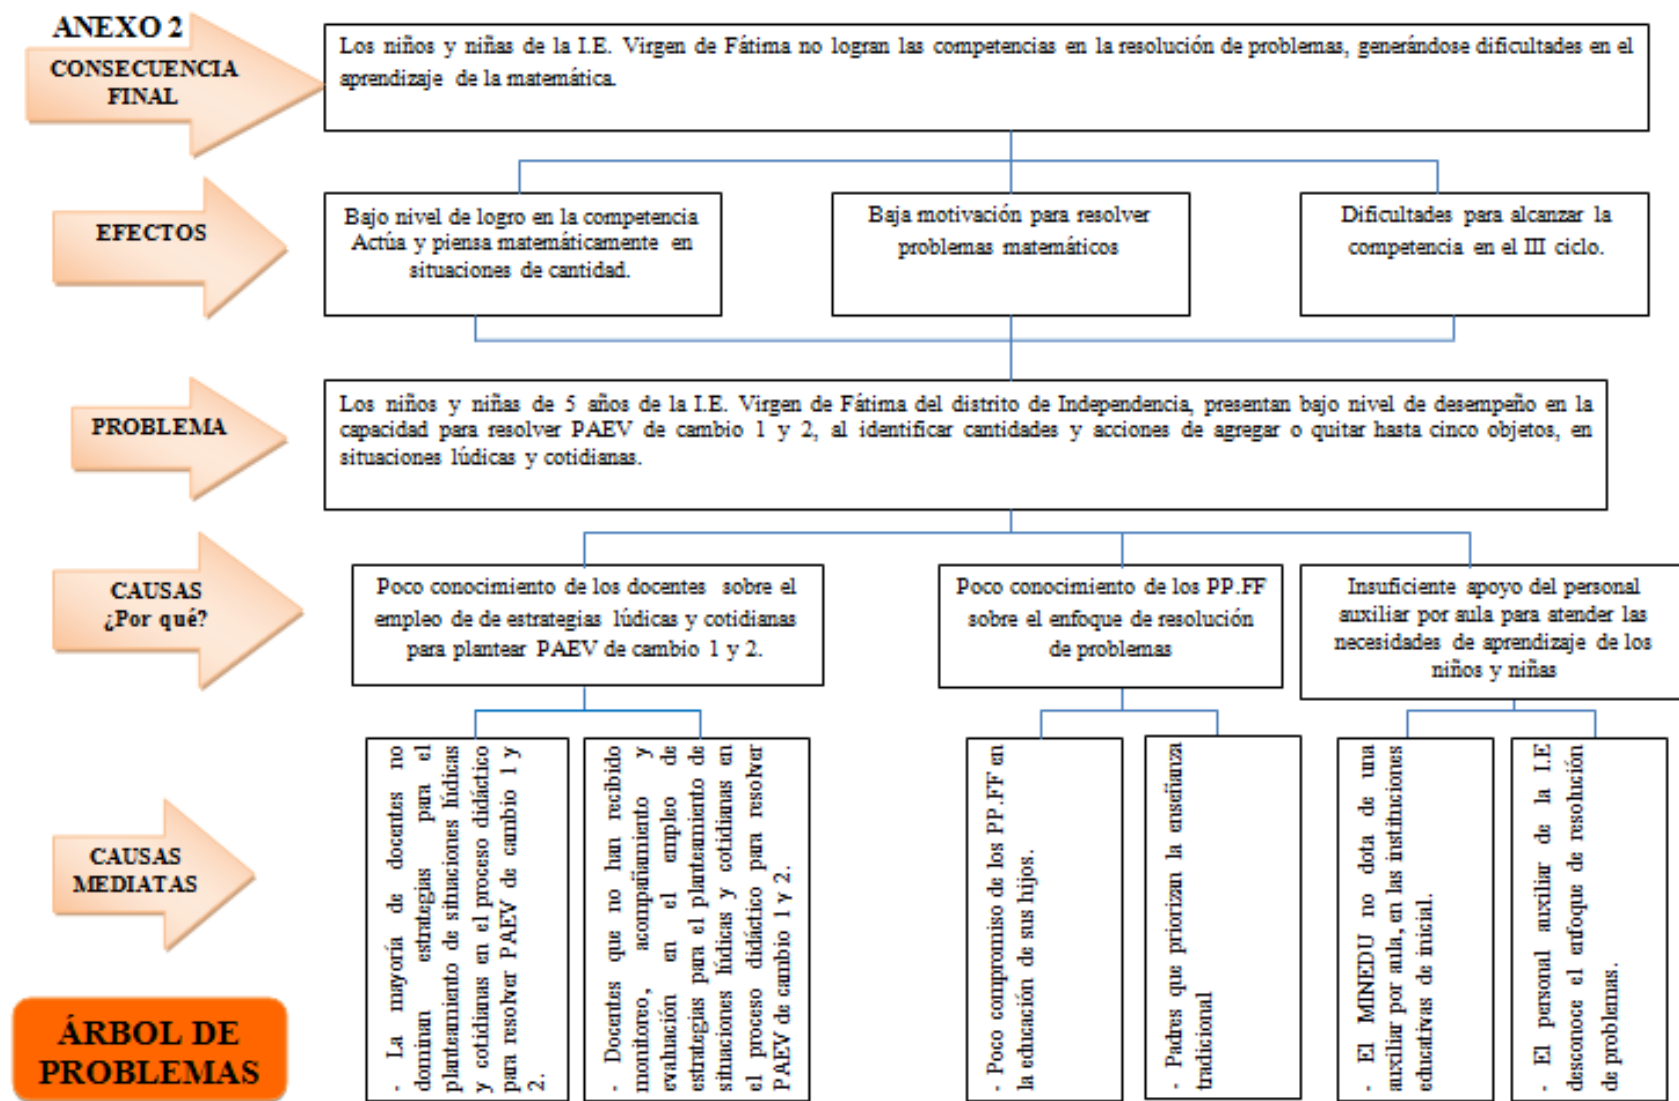 ANEXO 2
CONSECUENCIA
FINAL
Los niños y niñas de la I.E. Virgen de Fátima no logran las competencias en la resolución de problemas, generándose dificultades en el
aprendizaje de la matemática.
EFECTOS
Bajo nivel de logro en la competencia
Actúa y piensa matemáticamente en
situaciones de cantidad.
Baja motivación para resolver
problemas matemáticos
Dificultades para alcanzar la
competencia en el III ciclo.
PROBLEMA
Los niños y niñas de 5 años de la I.E. Virgen de Fátima del distrito de Independencia, presentan bajo nivel de desempeño en la
capacidad para resolver PAEV de cambio 1 y 2, al identificar cantidades y acciones de agregar o quitar hasta cinco objetos, en
situaciones lúdicas y cotidianas.
CAUSAS
¿Por qué?
Poco conocimiento de los docentes sobre el
empleo de de estrategias lúdicas y cotidianas
para plantear PAEV de cambio 1 y 2.
Poco conocimiento de los PP.FF
sobre el enfoque de resolución
de problemas
Insuficiente apoyo del personal
auxiliar por aula para atender las
necesidades de aprendizaje de los
niños y niñas
CAUSAS
MEDIATAS
- La mayoría de docentes no
dominan estrategias para el
planteamiento de situaciones lúdicas
y cotidianas en el proceso didáctico
para resolver PAEV de cambio 1 y
2.
- Docentes que no han recibido
monitoreo, acompañamiento y
evaluación en el empleo de
estrategias para el planteamiento de
situaciones lúdicas y cotidianas en
el proceso didáctico para resolver
PAEV de cambio 1 y 2.
- Poco compromiso de los PP.FF en
la educación de sus hijos.
- Padres que priorizan la enseñanza
tradicional
- El MINEDU no dota de una
auxiliar por aula, en las instituciones
educativas de inicial.
- El personal auxiliar de la I.E
desconoce el enfoque de resolución
de problemas.
ÁRBOL DE
PROBLEMAS